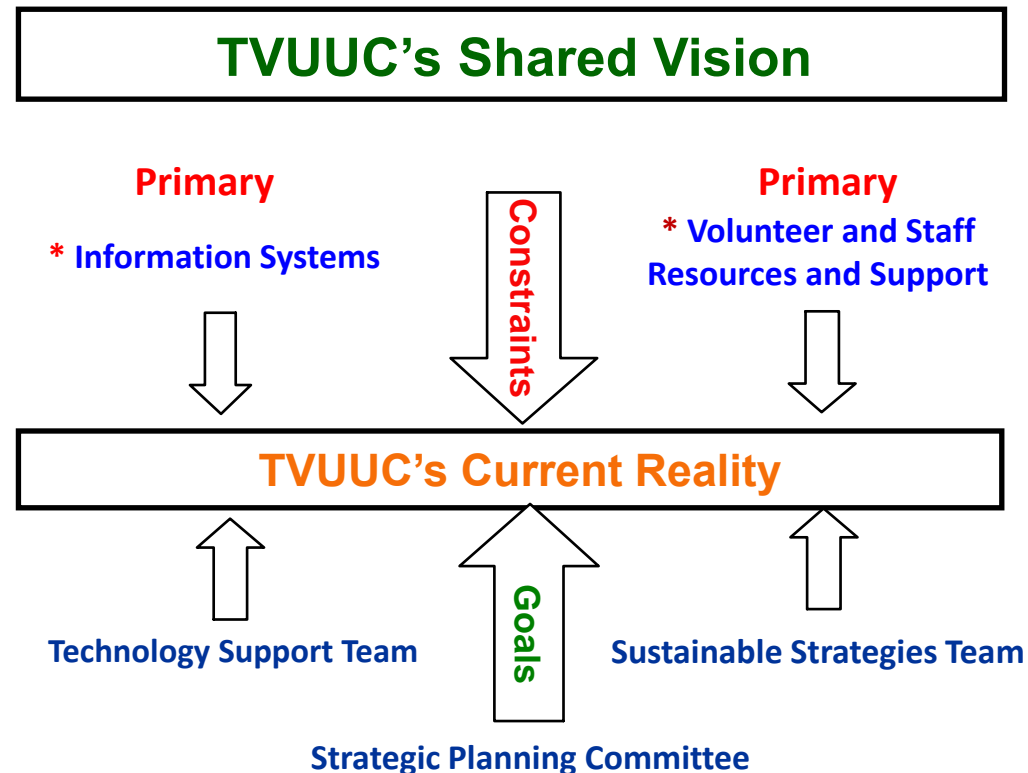 TVUUC’s Shared Vision
Primary
* Information Systems
Constraints
Primary
* Volunteer and Staff
Resources and Support
TVUUC’s Current Reality
Technology Support Team
Goals
Sustainable Strategies Team
Strategic Planning Committee